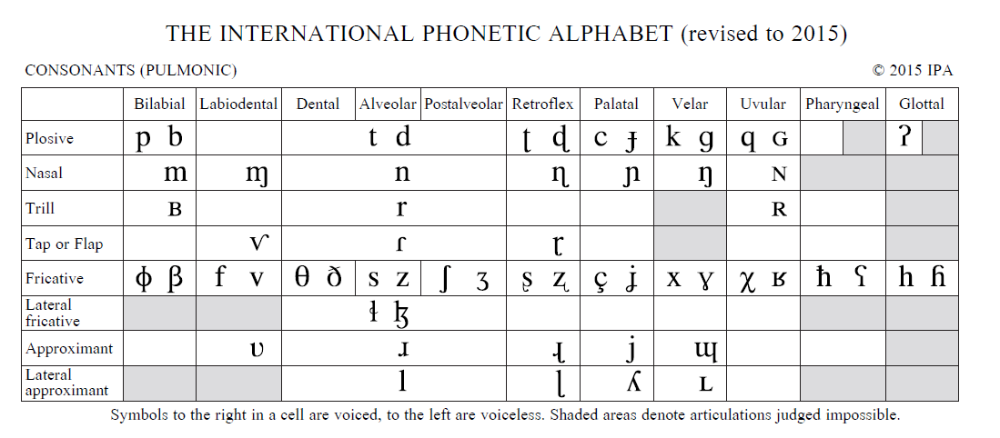 THE INTERNATIONAL PHONETIC ALPHABET (revised to 2015)
CONSONANTS (PULMONIC) © 2015 IPA
Bilabial Labiodental Dental Alveolar Postalveolar Retroflex Palatal Velar Uvular Pharyngeal Glottal
Plosive p b t d ʈ ɖ c ɟ k ɡ q ɢ ʔ
Nasal m ɱ n ɳ ɲ ŋ ɴ
Trill ʙ r ʀ
Tap or Flap ⱱ ɾ ɽ
Fricative ɸ β f v θ ð s z ʃ ʒ ʂ ʐ ç ʝ x ɣ χ ʁ ħ ʕ h ɦ
Lateral
fricative ɬ ɮ
Approximant ʋ ɹ ɻ j ɰ
Lateral
approximant l ɭ ʎ ʟ
Symbols to the right in a cell are voiced, to the left are voiceless. Shaded areas denote articulations judged impossible.